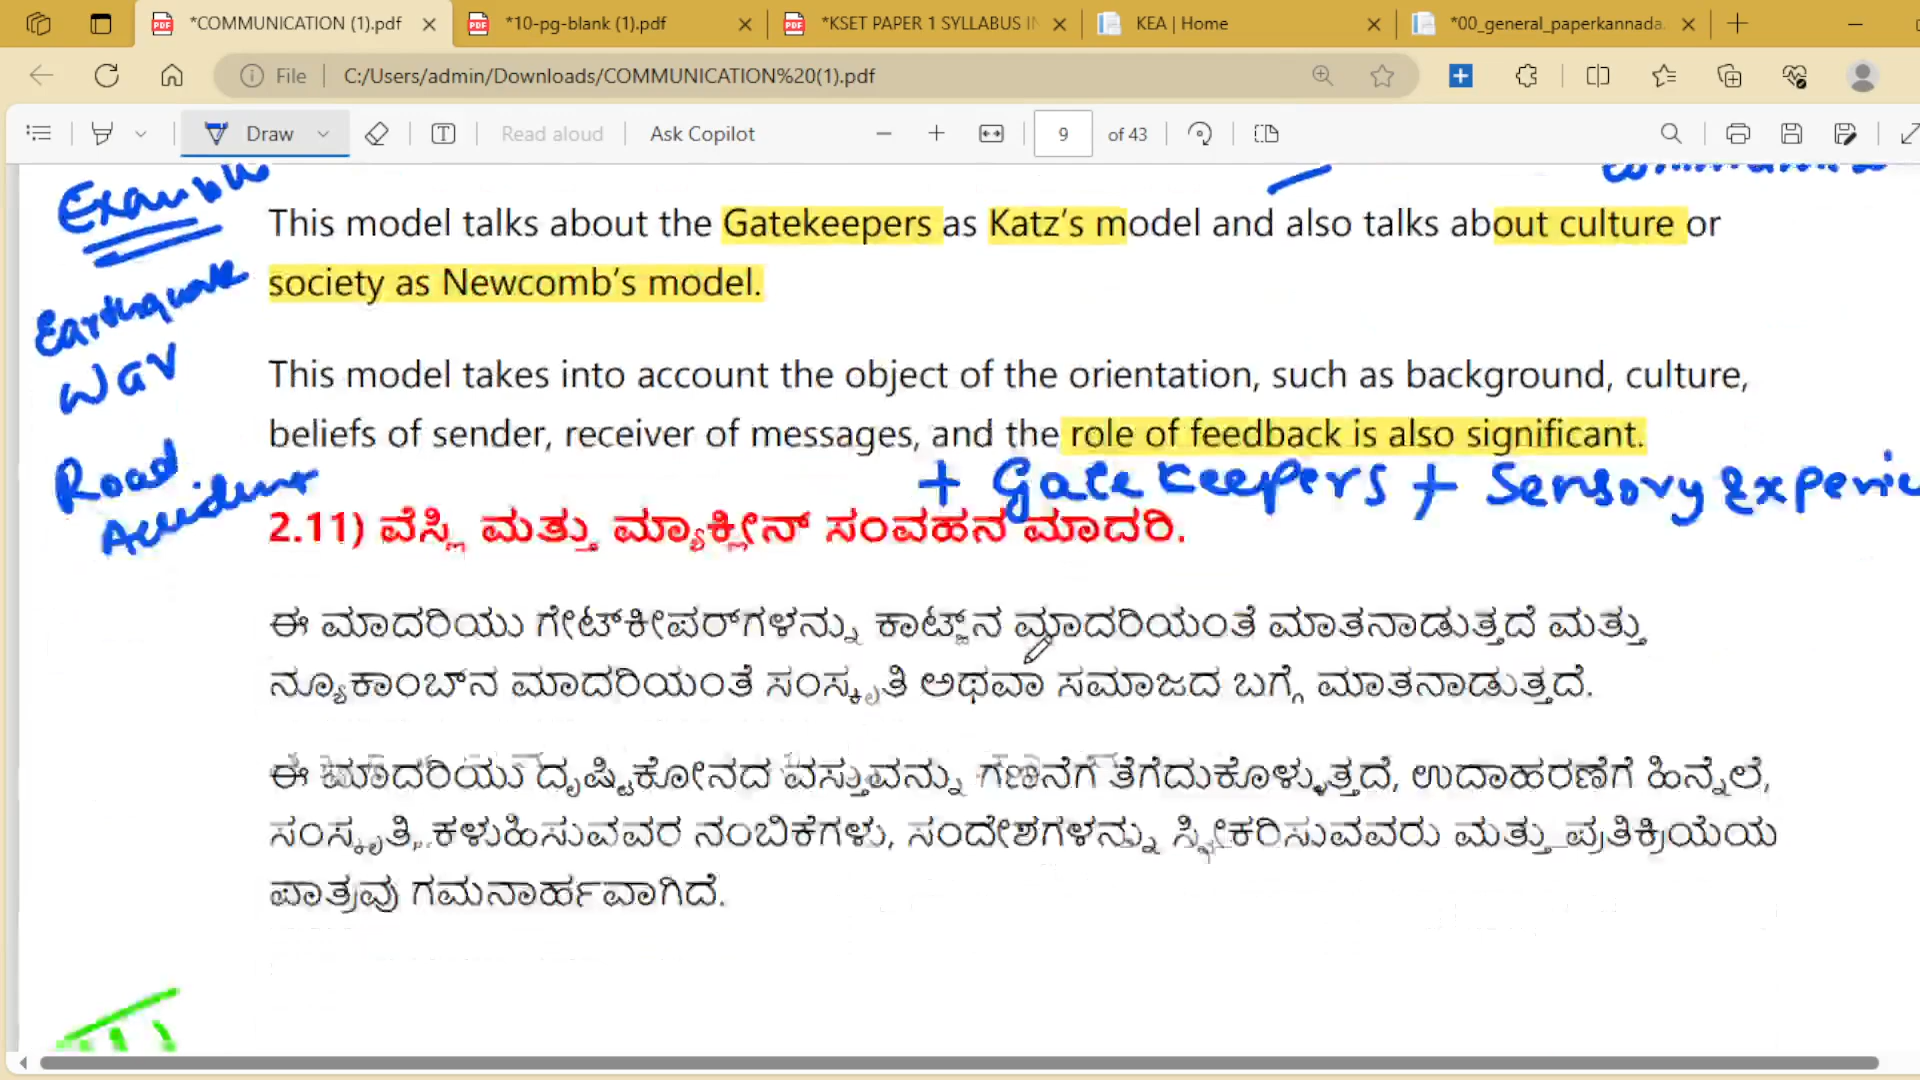 *COMMUNICATION (1).pdf
*10-pg-blank (1).pdf
*KSET PAPER 1 SYLLABUS IN
KEA | Home
*00_general_paperkannada.
File
C:/Users/admin/Downloads/COMMUNICATION%20(1).pdf
Draw
Read aloud
Ask Copilot
9 of 43
This model talks about the Gatekeepers as Katz's model and also talks about culture or
society as Newcomb's model.
Earthquake
War
Road
Accident
This model takes into account the object of the orientation, such as background, culture,
beliefs of sender, receiver of messages, and the role of feedback is also significant.
+ Gatekeepers + Sensory Experie
2.11) ವೆಸ್ಲಿ ಮತ್ತು ಮ್ಯಾಕ್ಲೀನ್ ಸಂವಹನ ಮಾದರಿ.
ಈ ಮಾದರಿಯು ಗೇಟ್‌ಕೀಪರ್‌ಗಳನ್ನು ಕಾಟ್ಜ್‌ನ ಮಾದರಿಯಂತೆ ಮಾತನಾಡುತ್ತದೆ ಮತ್ತು
ನ್ಯೂಕಾಂಬ್‌ನ ಮಾದರಿಯಂತೆ ಸಂಸ್ಕೃತಿ ಅಥವಾ ಸಮಾಜದ ಬಗ್ಗೆ ಮಾತನಾಡುತ್ತದೆ.
ಈ ಮಾದರಿಯು ದೃಷ್ಟಿಕೋನದ ವಸ್ತುವನ್ನು ಗಣನೆಗೆ ತೆಗೆದುಕೊಳ್ಳುತ್ತದೆ, ಉದಾಹರಣೆಗೆ ಹಿನ್ನೆಲೆ,
ಸಂಸ್ಕೃತಿ, ಕಳುಹಿಸುವವರ ನಂಬಿಕೆಗಳು, ಸಂದೇಶಗಳನ್ನು ಸ್ವೀಕರಿಸುವವರು ಮತ್ತು ಪ್ರತಿಕ್ರಿಯೆಯ
ಪಾತ್ರವು ಗಮನಾರ್ಹವಾಗಿದೆ.